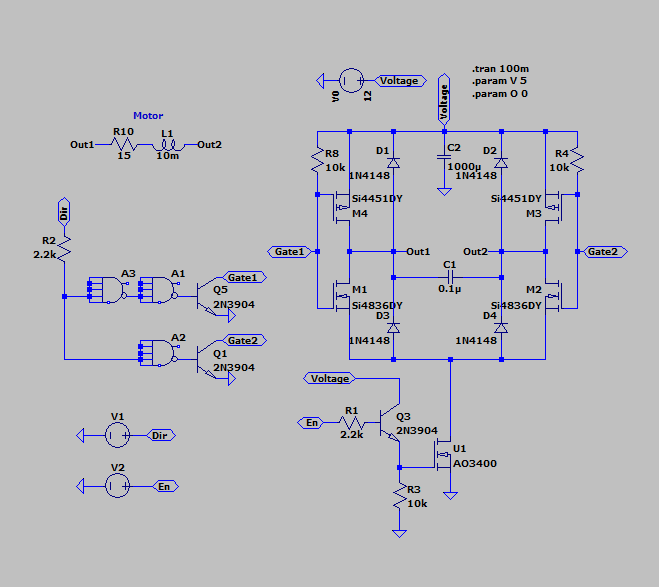 .tran 100m
.param V 5
.param O 0
V0
12
Voltage
Voltage
Motor
Out1
R10
15
L1
10m
Out2
R8
10k
D1
1N4148
C2
1000µ
D2
1N4148
R4
10k
Si4451DY
M4
Si4451DY
M3
Dir
R2
2.2k
Gate1
Out1
Out2
Gate2
A3
A1
Gate1
Q5
2N3904
M1
Si4836DY
C1
0.1µ
M2
Si4836DY
D3
1N4148
D4
1N4148
A2
Gate2
Q1
2N3904
Voltage
En
R1
2.2k
Q3
2N3904
U1
AO3400
R3
10k
V1
Dir
V2
En